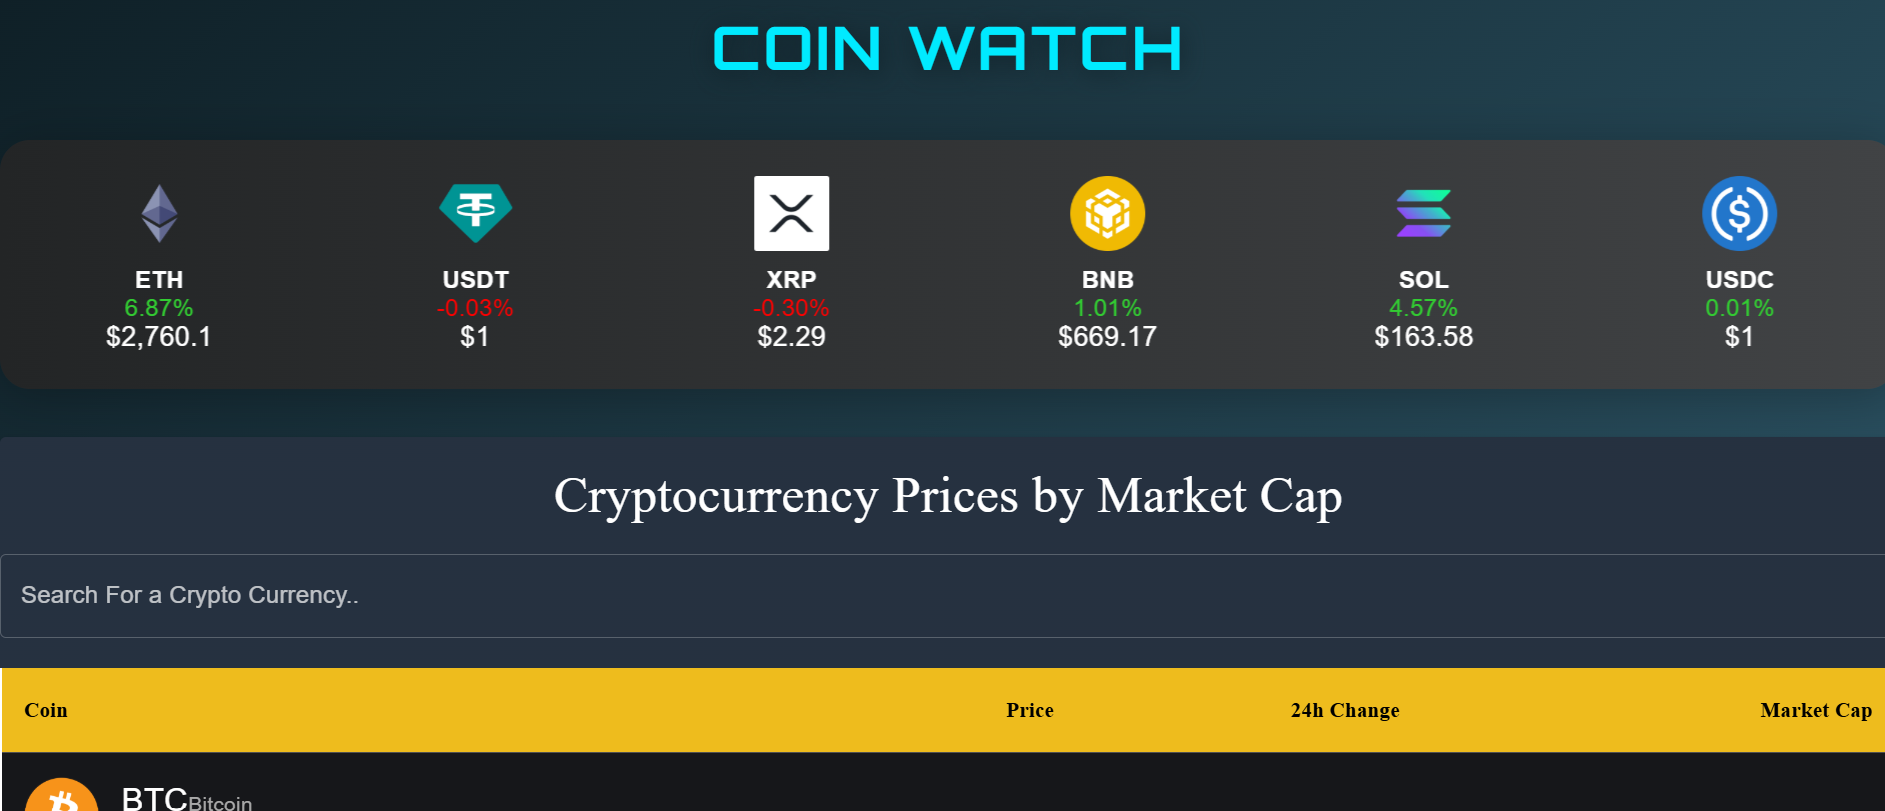 COIN WATCH
ETH
6.87%
$2,760.1
USDT
-0.03%
$1
XRP
-0.30%
$2.29
BNB
1.01%
$669.17
SOL
4.57%
$163.58
USDC
0.01%
$1
Cryptocurrency Prices by Market Cap
Search For a Crypto Currency..
Coin Price 24h Change Market Cap
BTCBitcoin